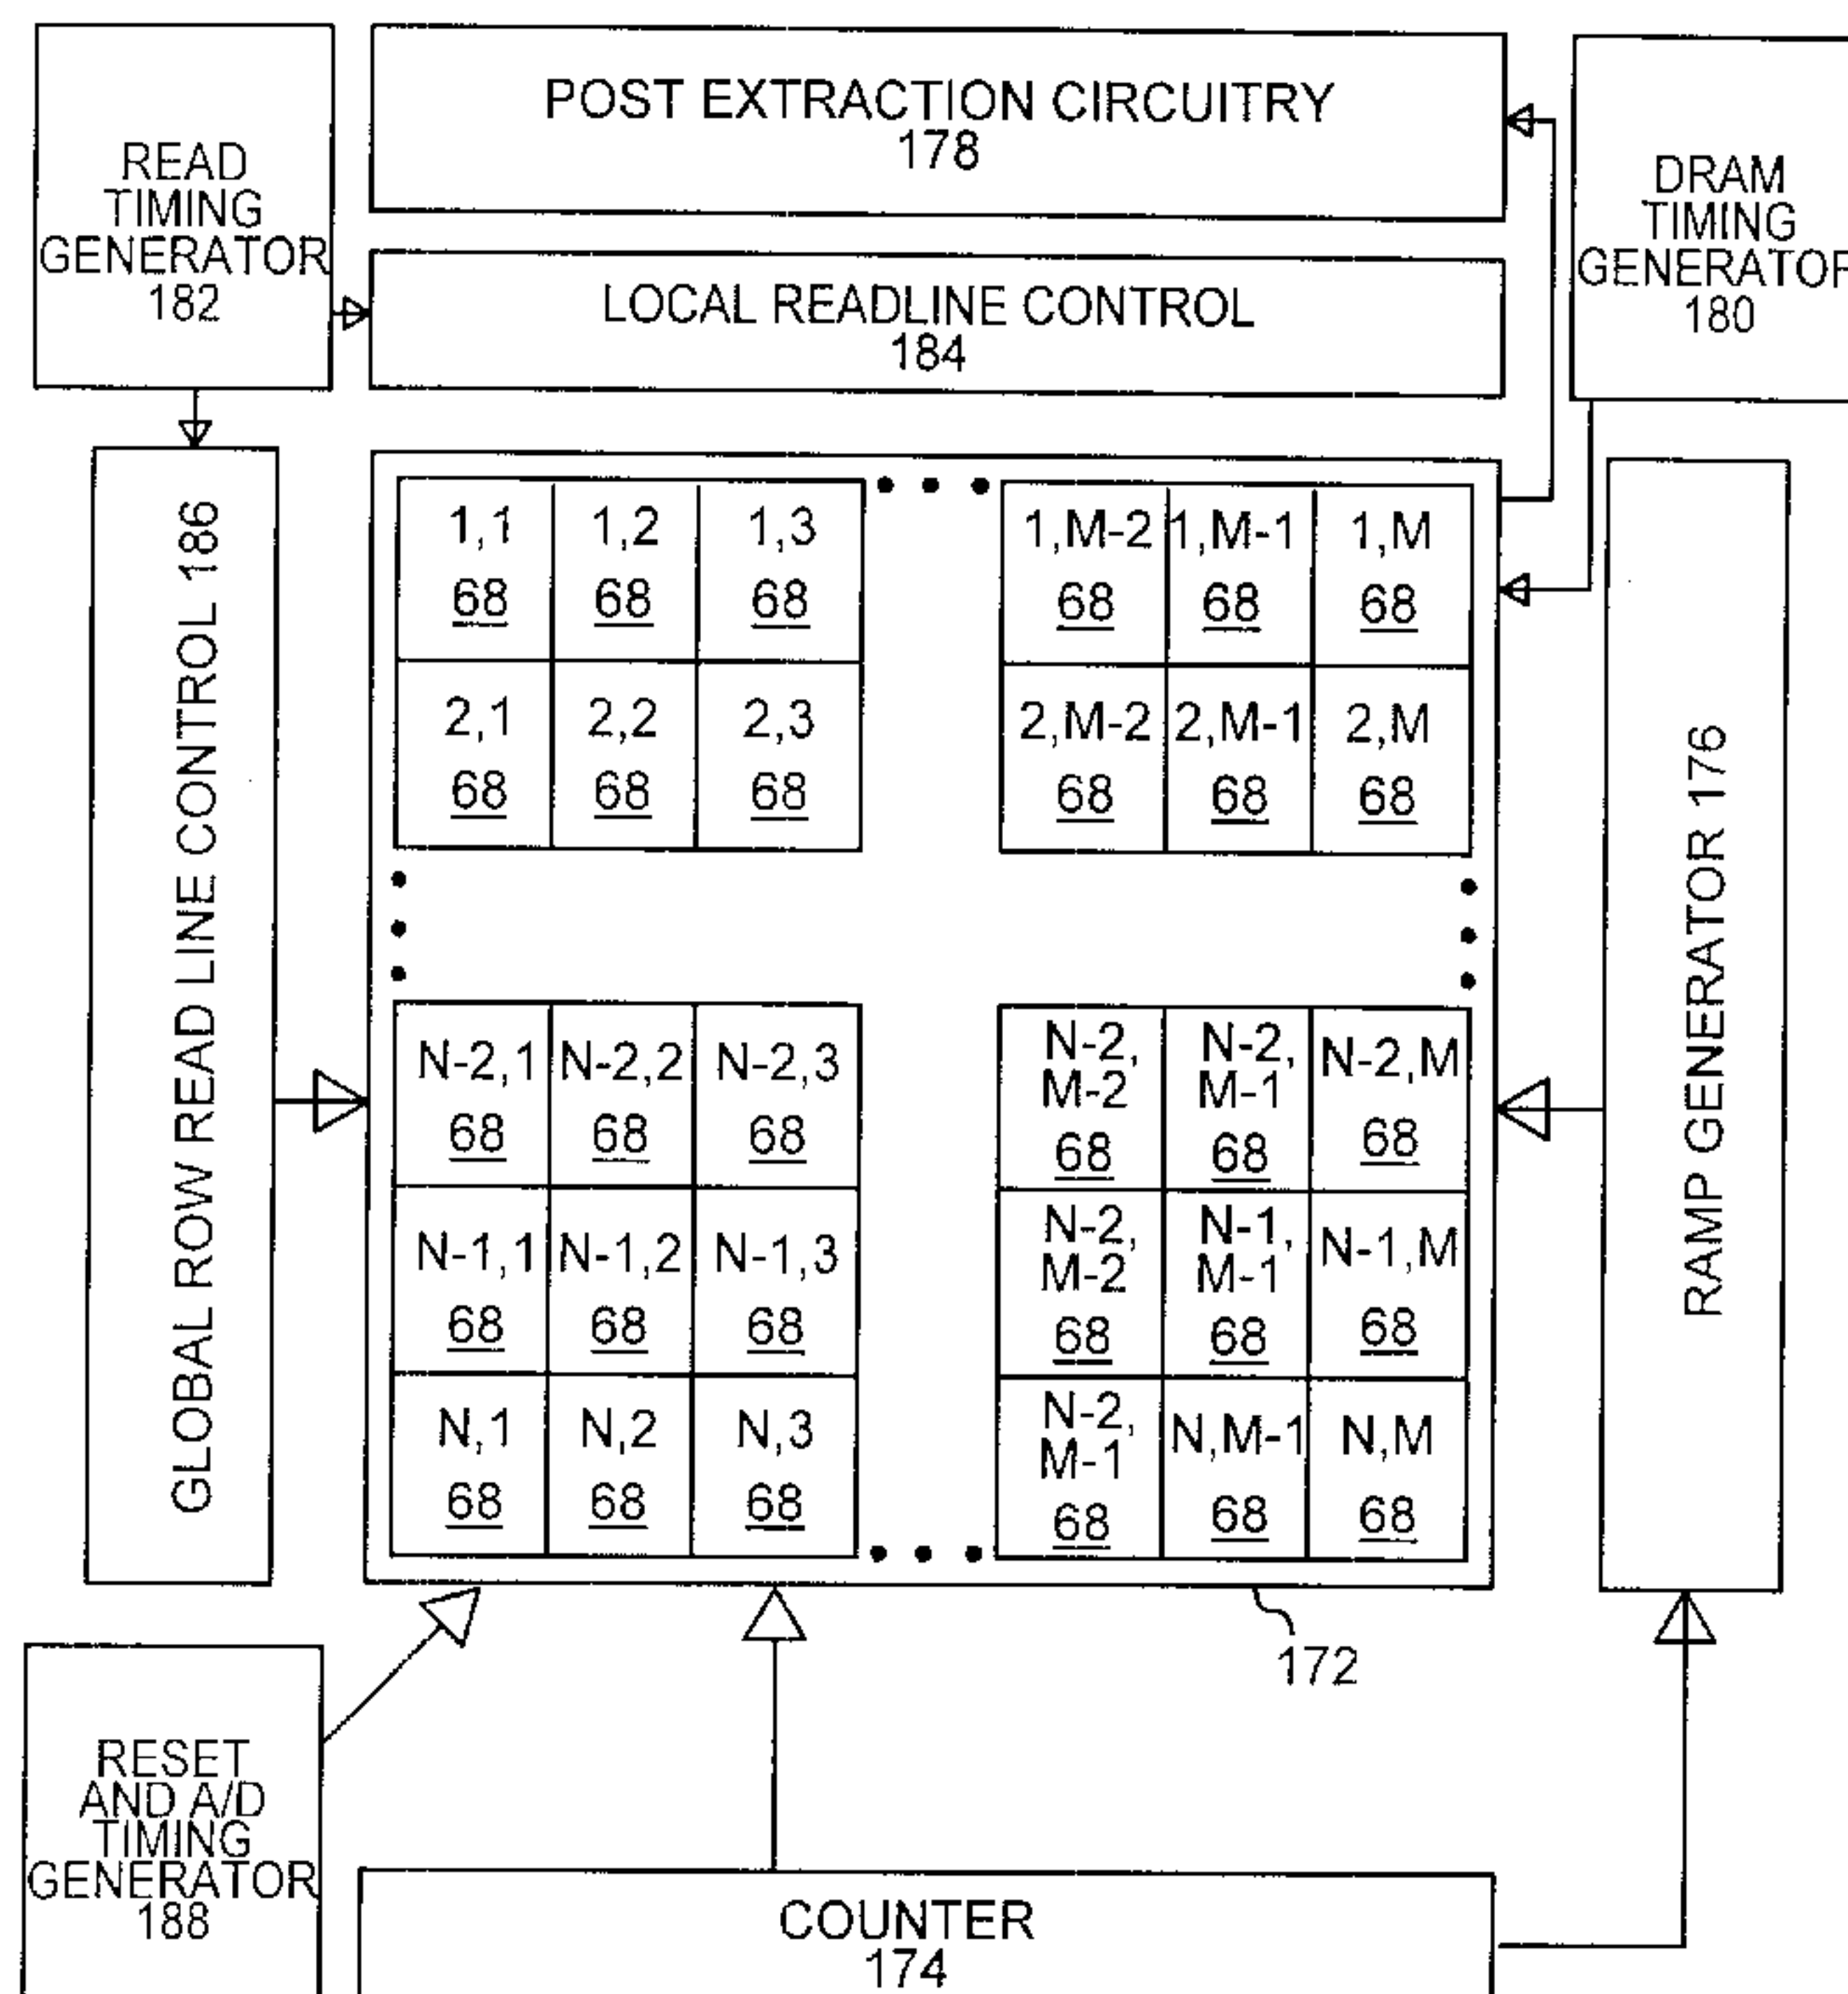 READ
TIMING
GENERATOR
182
POST EXTRACTION CIRCUITRY
178
LOCAL READLINE CONTROL
184
DRAM
TIMING
GENERATOR
180
GLOBAL ROW READ LINE CONTROL 186
1,1 1,2 1,3 1,M-2 1,M-1 1,M
68 68 68 68 68 68
2,1 2,2 2,3 2,M-2 2,M-1 2,M
68 68 68 68 68 68
N-2,1 N-2,2 N-2,3 N-2, N-2, N-2,M
M-2 M-1
68 68 68 68 68 68
N-1,1 N-1,2 N-1,3 N-2, N-1, N-1,M
M-2 M-1
68 68 68 68 68 68
N,1 N,2 N,3 N-2, N,M-1 N,M
M-1
68 68 68 68 68 68
RAMP GENERATOR 176
172
RESET
AND A/D
TIMING
GENERATOR
188
COUNTER
174